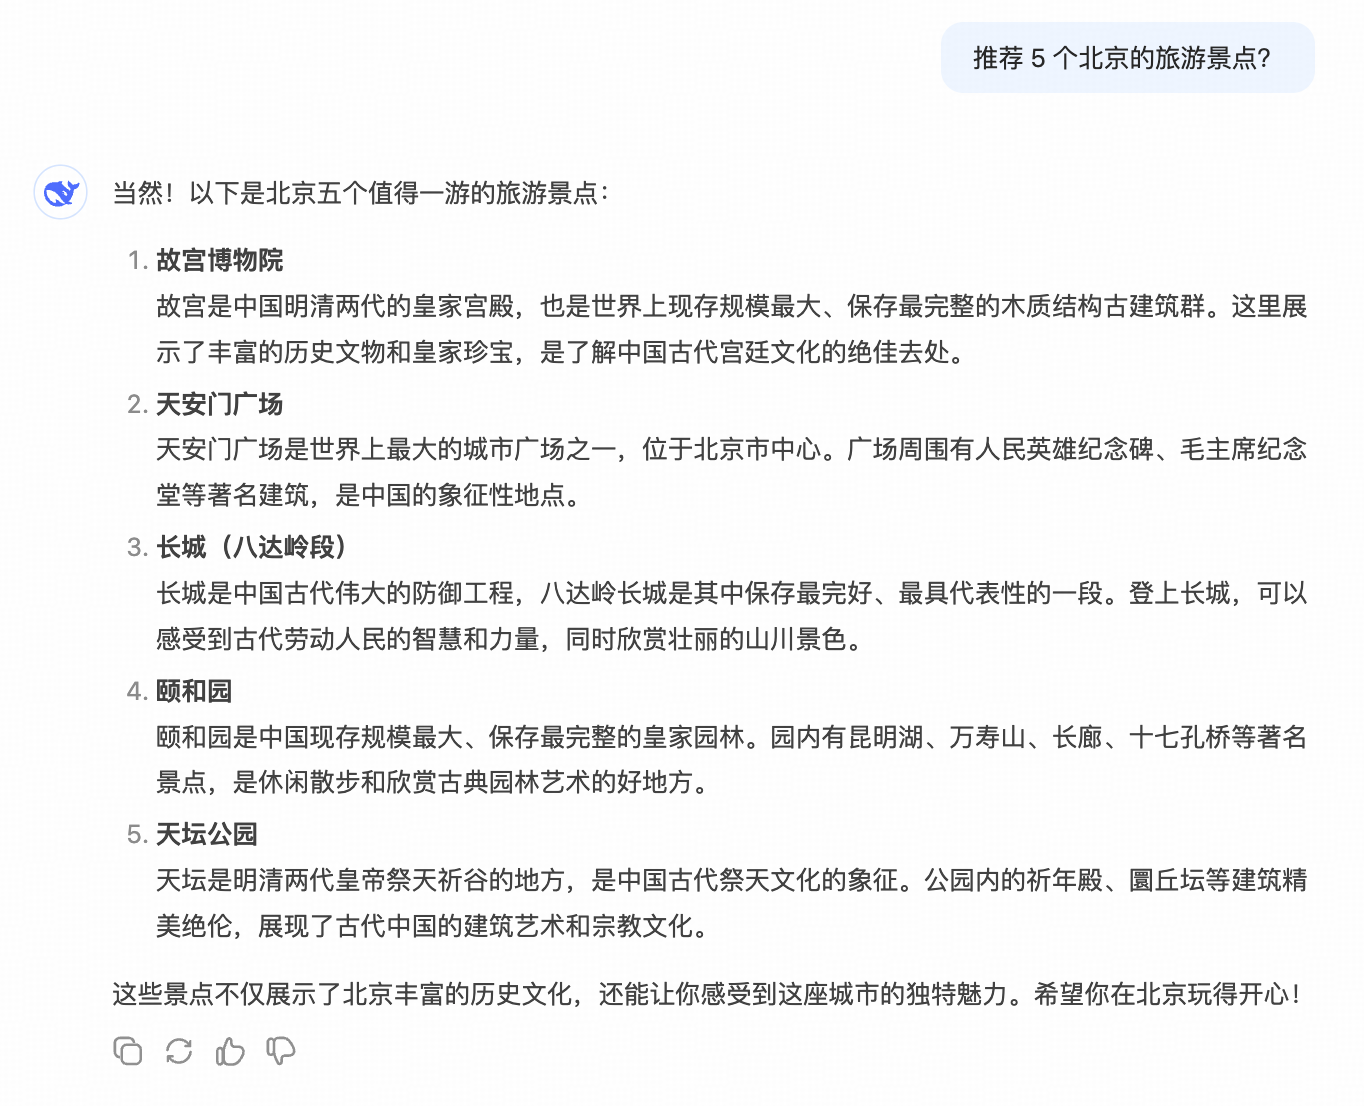 推荐 5 个北京的旅游景点?
当然！以下是北京五个值得一游的旅游景点：
1. 故宫博物院
故宫是中国明清两代的皇家宫殿，也是世界上现存规模最大、保存最完整的木质结构古建筑群。这里展
示了丰富的历史文物和皇家珍宝，是了解中国古代宫廷文化的绝佳去处。
2. 天安门广场
天安门广场是世界上最大的城市广场之一，位于北京市中心。广场周围有人民英雄纪念碑、毛主席纪念
堂等著名建筑，是中国的象征性地点。
3. 长城（八达岭段）
长城是中国古代伟大的防御工程，八达岭长城是其中保存最完好、最具代表性的一段。登上长城，可以
感受到古代劳动人民的智慧和力量，同时欣赏壮丽的山川景色。
4. 颐和园
颐和园是中国现存规模最大、保存最完整的皇家园林。园内有昆明湖、万寿山、长廊、十七孔桥等著名
景点，是休闲散步和欣赏古典园林艺术的好地方。
5. 天坛公园
天坛是明清两代皇帝祭天祈谷的地方，是中国古代祭天文化的象征。公园内的祈年殿、圜丘坛等建筑精
美绝伦，展现了古代中国的建筑艺术和宗教文化。
这些景点不仅展示了北京丰富的历史文化，还能让你感受到这座城市的独特魅力。希望你在北京玩得开心！